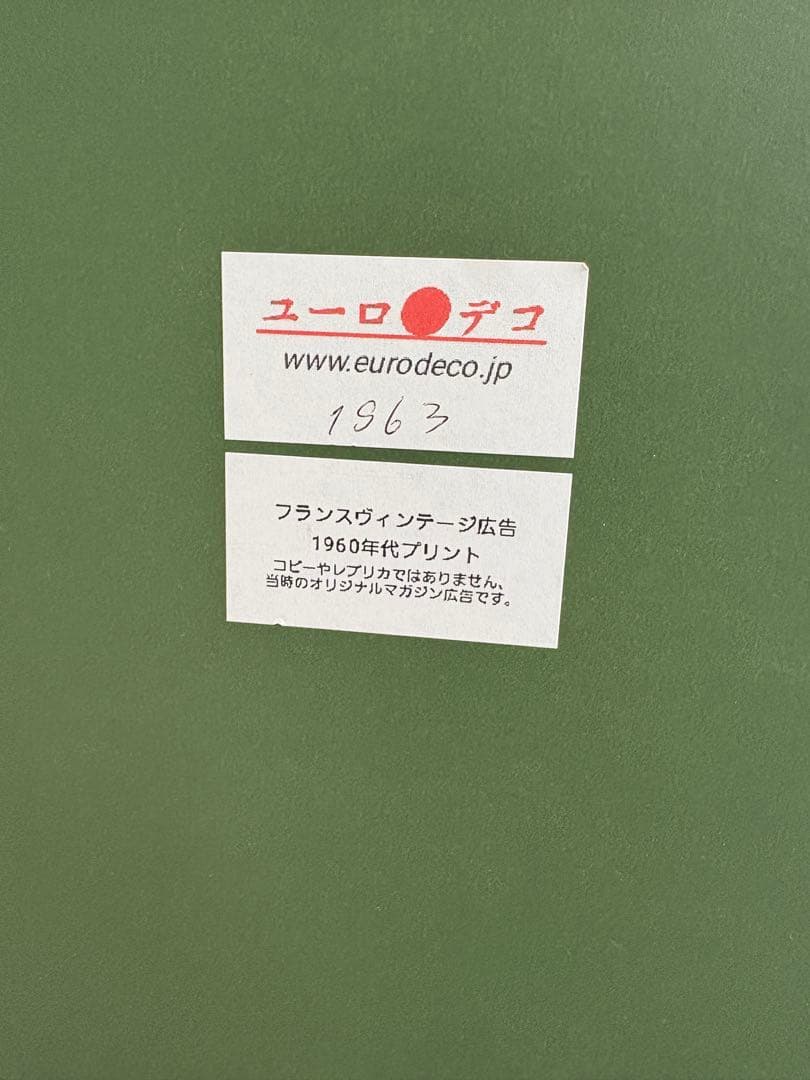 ユーロ●デコ
www.eurodeco.jp
1963
フランスヴィンテージ広告
1960年代プリント
コピーやレプリカではありません、
当時のオリジナルマガジン広告です。